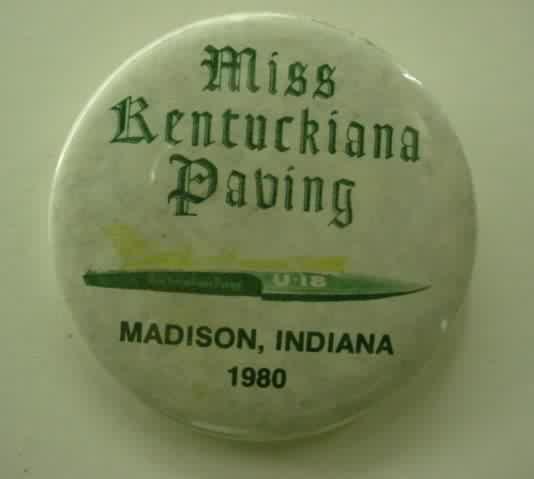 Miss
Kentuckiana
Paving
U-18
MADISON, INDIANA
1980